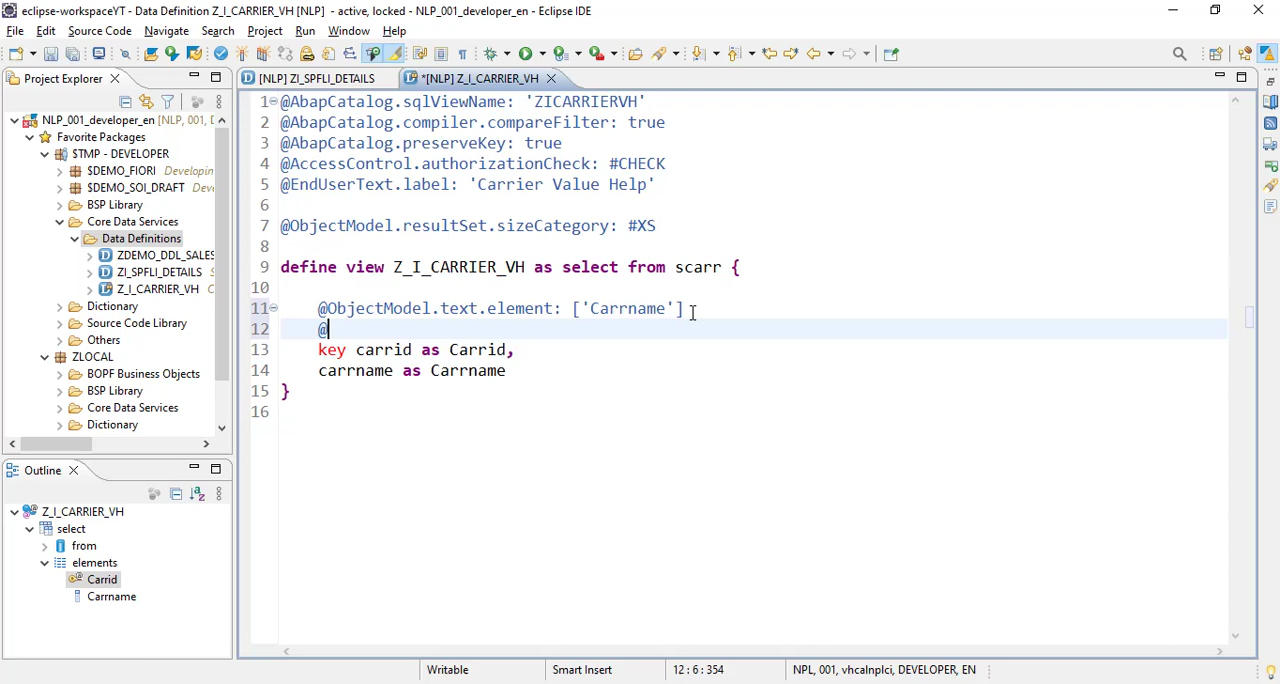 eclipse-workspaceYT - Data Definition Z_I_CARRIER_VH [NLP] - active, locked - NLP_001_developer_en - Eclipse IDE
File Edit Source Code Navigate Search Project Run Window Help
Project Explorer
[NLP] ZI_SPFLI_DETAILS
*[NLP] Z_I_CARRIER_VH
NLP_001_developer_en [NLP, 001, D
Favorite Packages
$TMP - DEVELOPER
$DEMO_FIORI Developin
$DEMO_SOI_DRAFT Deve
BSP Library
Core Data Services
Data Definitions
ZDEMO_DDL_SALES
ZI_SPFLI_DETAILS S
Z_I_CARRIER_VH C
Dictionary
Source Code Library
Others
ZLOCAL
BOPF Business Objects
BSP Library
Core Data Services
Dictionary
Outline
Z_I_CARRIER_VH
select
from
elements
Carrid
Carrname
1 @AbapCatalog.sqlViewName: 'ZICARRIERVH'
2 @AbapCatalog.compiler.compareFilter: true
3 @AbapCatalog.preserveKey: true
4 @AccessControl.authorizationCheck: #CHECK
5 @EndUserText.label: 'Carrier Value Help'
6
7 @ObjectModel.resultSet.sizeCategory: #XS
8
9 define view Z_I_CARRIER_VH as select from scarr {
10
11 @ObjectModel.text.element: ['Carrname']
12 @
13 key carrid as Carrid,
14 carrname as Carrname
15 }
16
Writable Smart Insert 12 : 6 : 354 NPL, 001, vhcalnplci, DEVELOPER, EN